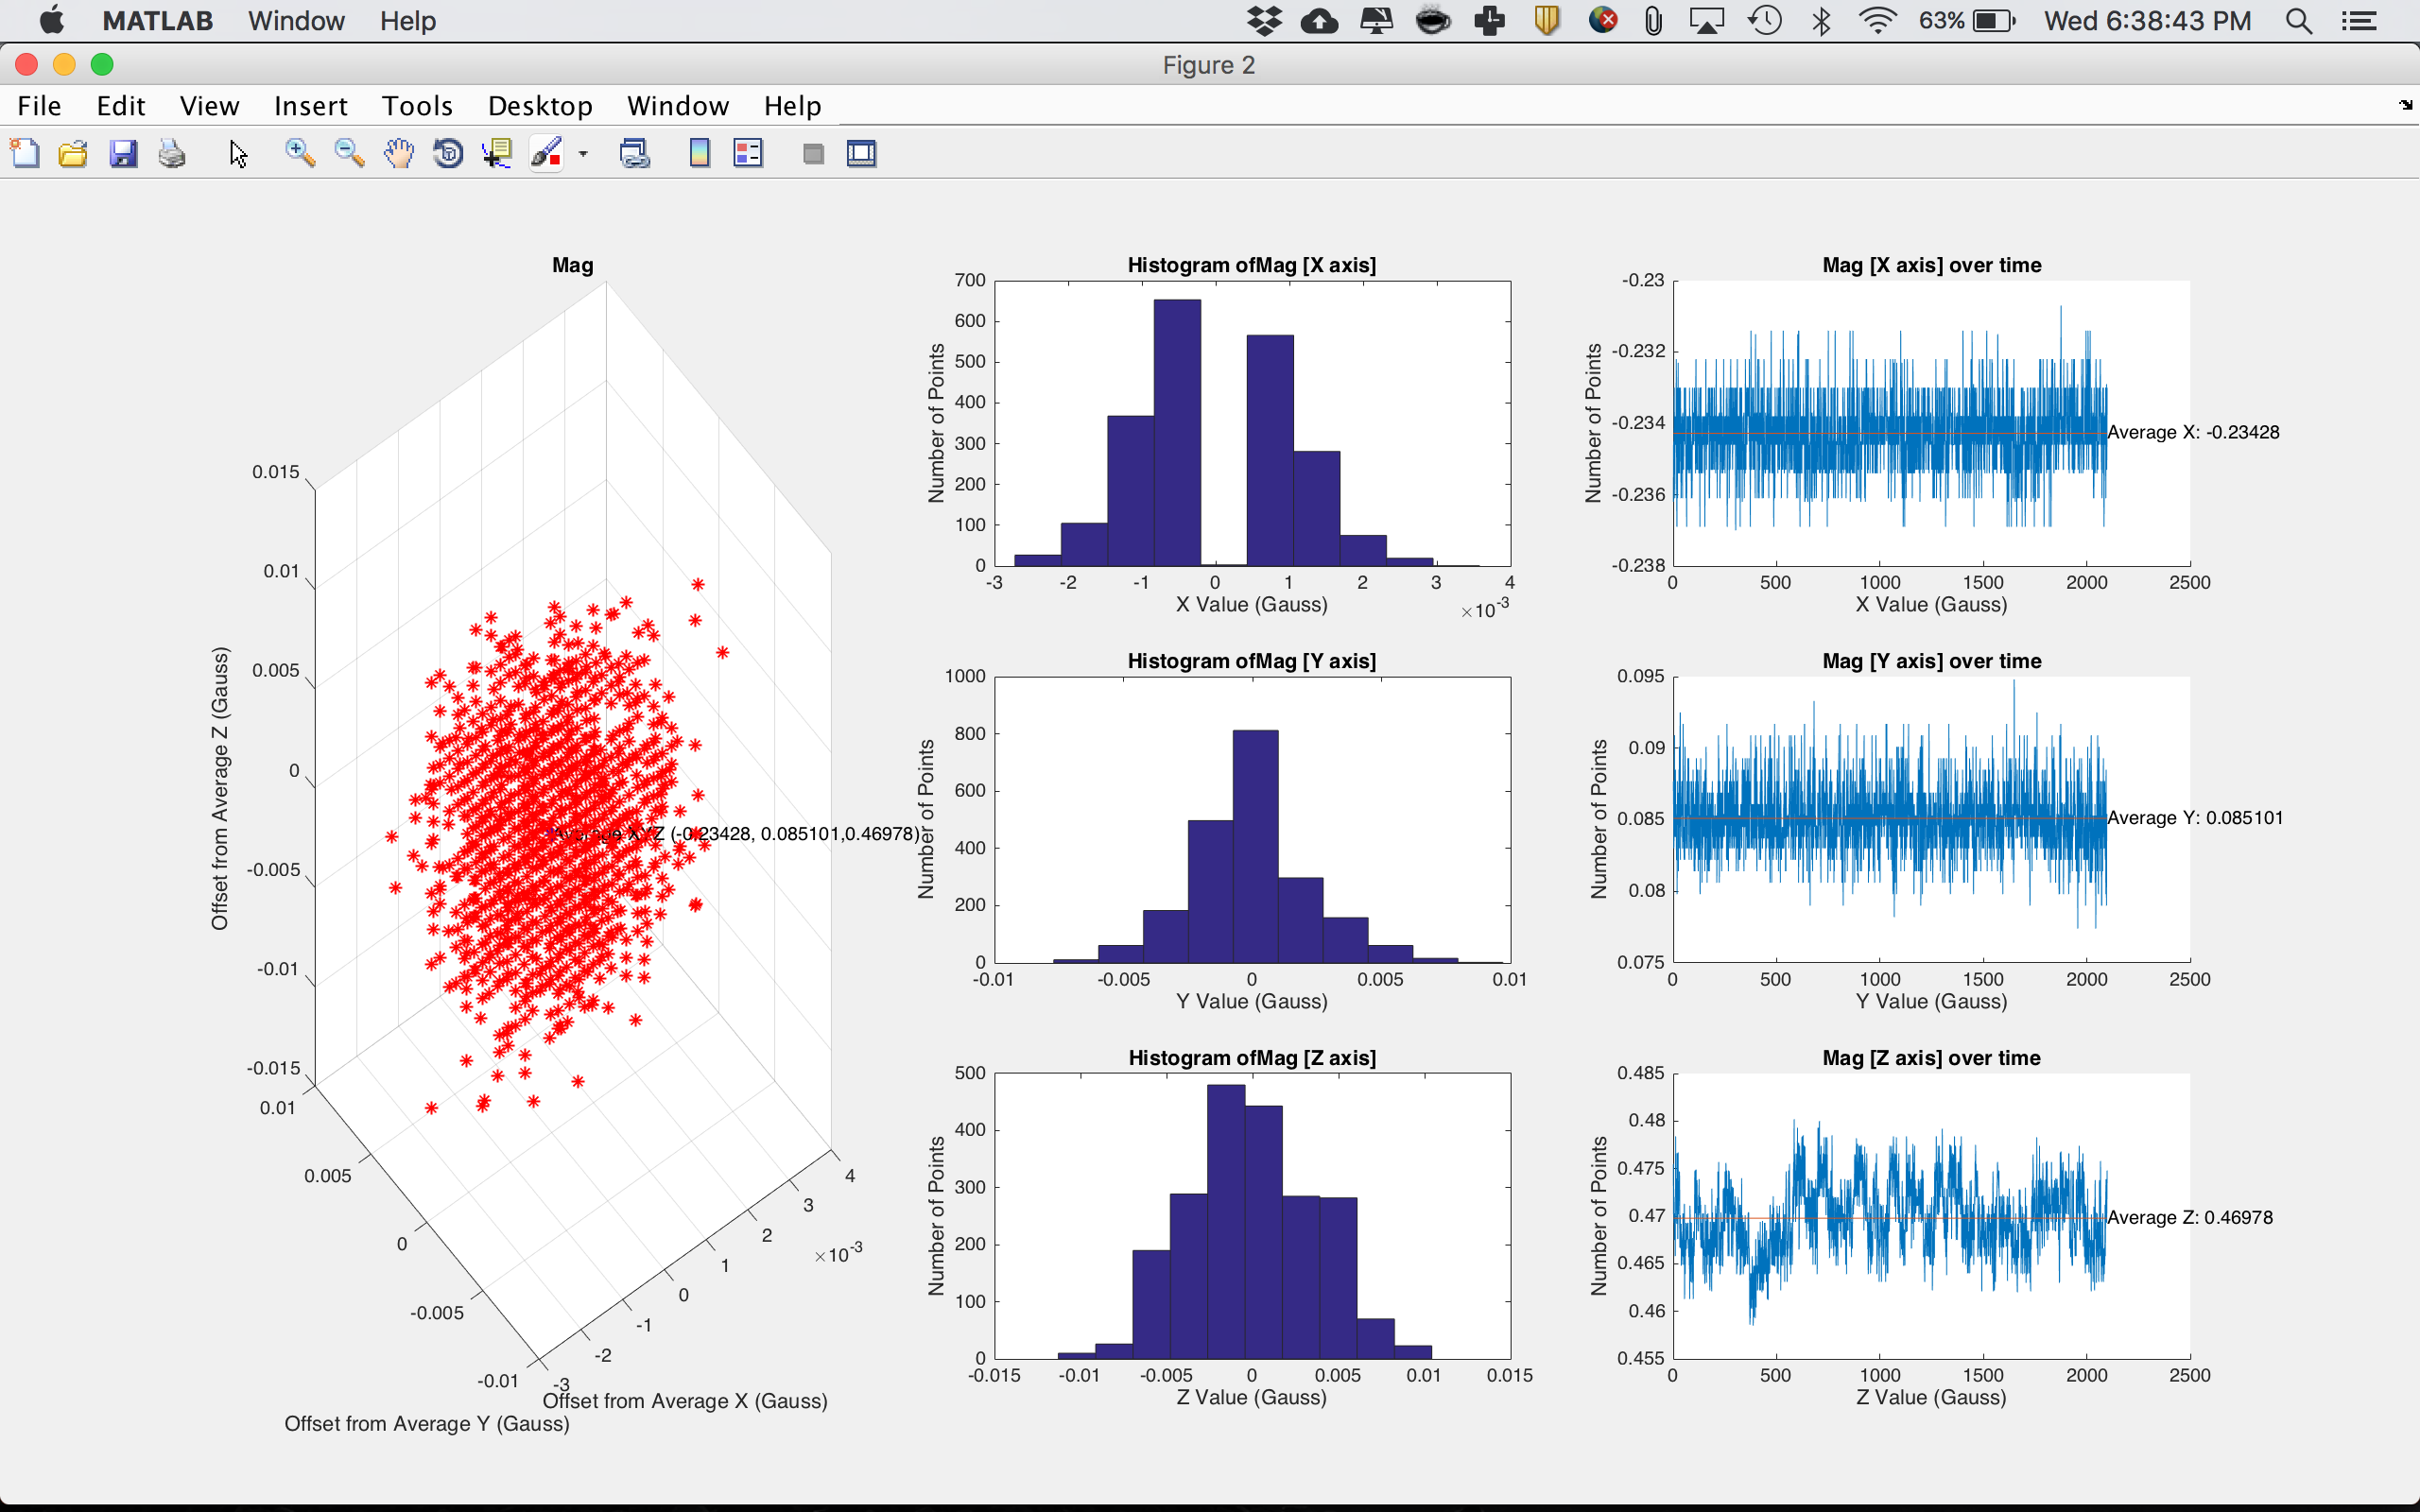 MATLAB Window Help 63% Wed 6:38:43 PM
Figure 2
File Edit View Insert Tools Desktop Window Help
Mag
0.015
0.01
0.005
0
-0.005
-0.01
-0.015
Offset from Average Z (Gauss)
Average XYZ (-0.23428, 0.085101,0.46978)
0.01
0.005
0
-0.005
-0.01
Offset from Average Y (Gauss)
-3
-2
-1
0
1
2
3
4
×10-3
Offset from Average X (Gauss)
Histogram ofMag [X axis]
700
600
500
400
300
200
100
0
Number of Points
-3 -2 -1 0 1 2 3 4
X Value (Gauss)
×10-3
Mag [X axis] over time
-0.23
-0.232
-0.234
-0.236
-0.238
Number of Points
Average X: -0.23428
0 500 1000 1500 2000 2500
X Value (Gauss)
Histogram ofMag [Y axis]
1000
800
600
400
200
0
Number of Points
-0.01 -0.005 0 0.005 0.01
Y Value (Gauss)
Mag [Y axis] over time
0.095
0.09
0.085
0.08
0.075
Number of Points
Average Y: 0.085101
0 500 1000 1500 2000 2500
Y Value (Gauss)
Histogram ofMag [Z axis]
500
400
300
200
100
0
Number of Points
-0.015 -0.01 -0.005 0 0.005 0.01 0.015
Z Value (Gauss)
Mag [Z axis] over time
0.485
0.48
0.475
0.47
0.465
0.46
0.455
Number of Points
Average Z: 0.46978
0 500 1000 1500 2000 2500
Z Value (Gauss)